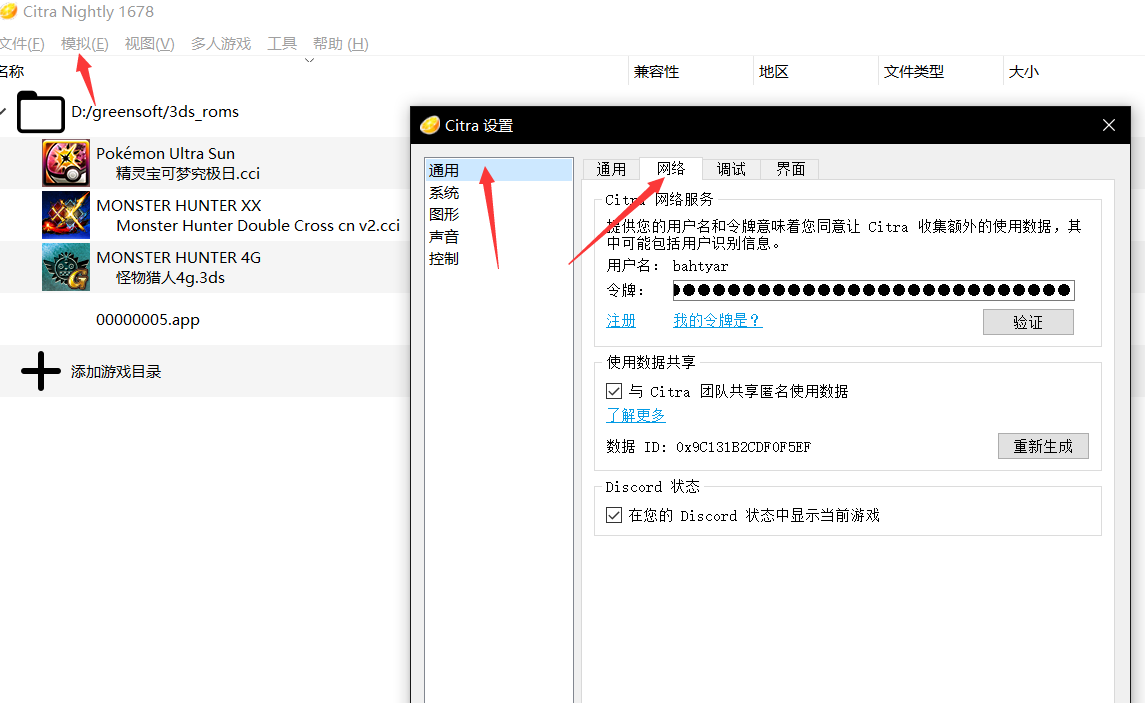 Citra Nightly 1678
文件(F) 模拟(E) 视图(V) 多人游戏 工具 帮助 (H)
名称 兼容性 地区 文件类型 大小
D:/greensoft/3ds_roms
Pokémon Ultra Sun
精灵宝可梦究极日.cci
MONSTER HUNTER XX
Monster Hunter Double Cross cn v2.cci
MONSTER HUNTER 4G
怪物猎人4g.3ds
00000005.app
添加游戏目录
Citra 设置
通用
系统
图形
声音
控制
通用 网络 调试 界面
Citra 网络服务
提供您的用户名和令牌意味着您同意让 Citra 收集额外的使用数据，其
中可能包括用户识别信息。
用户名： bahtyar
令牌： ●●●●●●●●●●●●●●●●●●●●●●●●●●●
注册 我的令牌是？ 验证
使用数据共享
与 Citra 团队共享匿名使用数据
了解更多
数据 ID: 0x9C131B2CDF0F5EF 重新生成
Discord 状态
在您的 Discord 状态中显示当前游戏